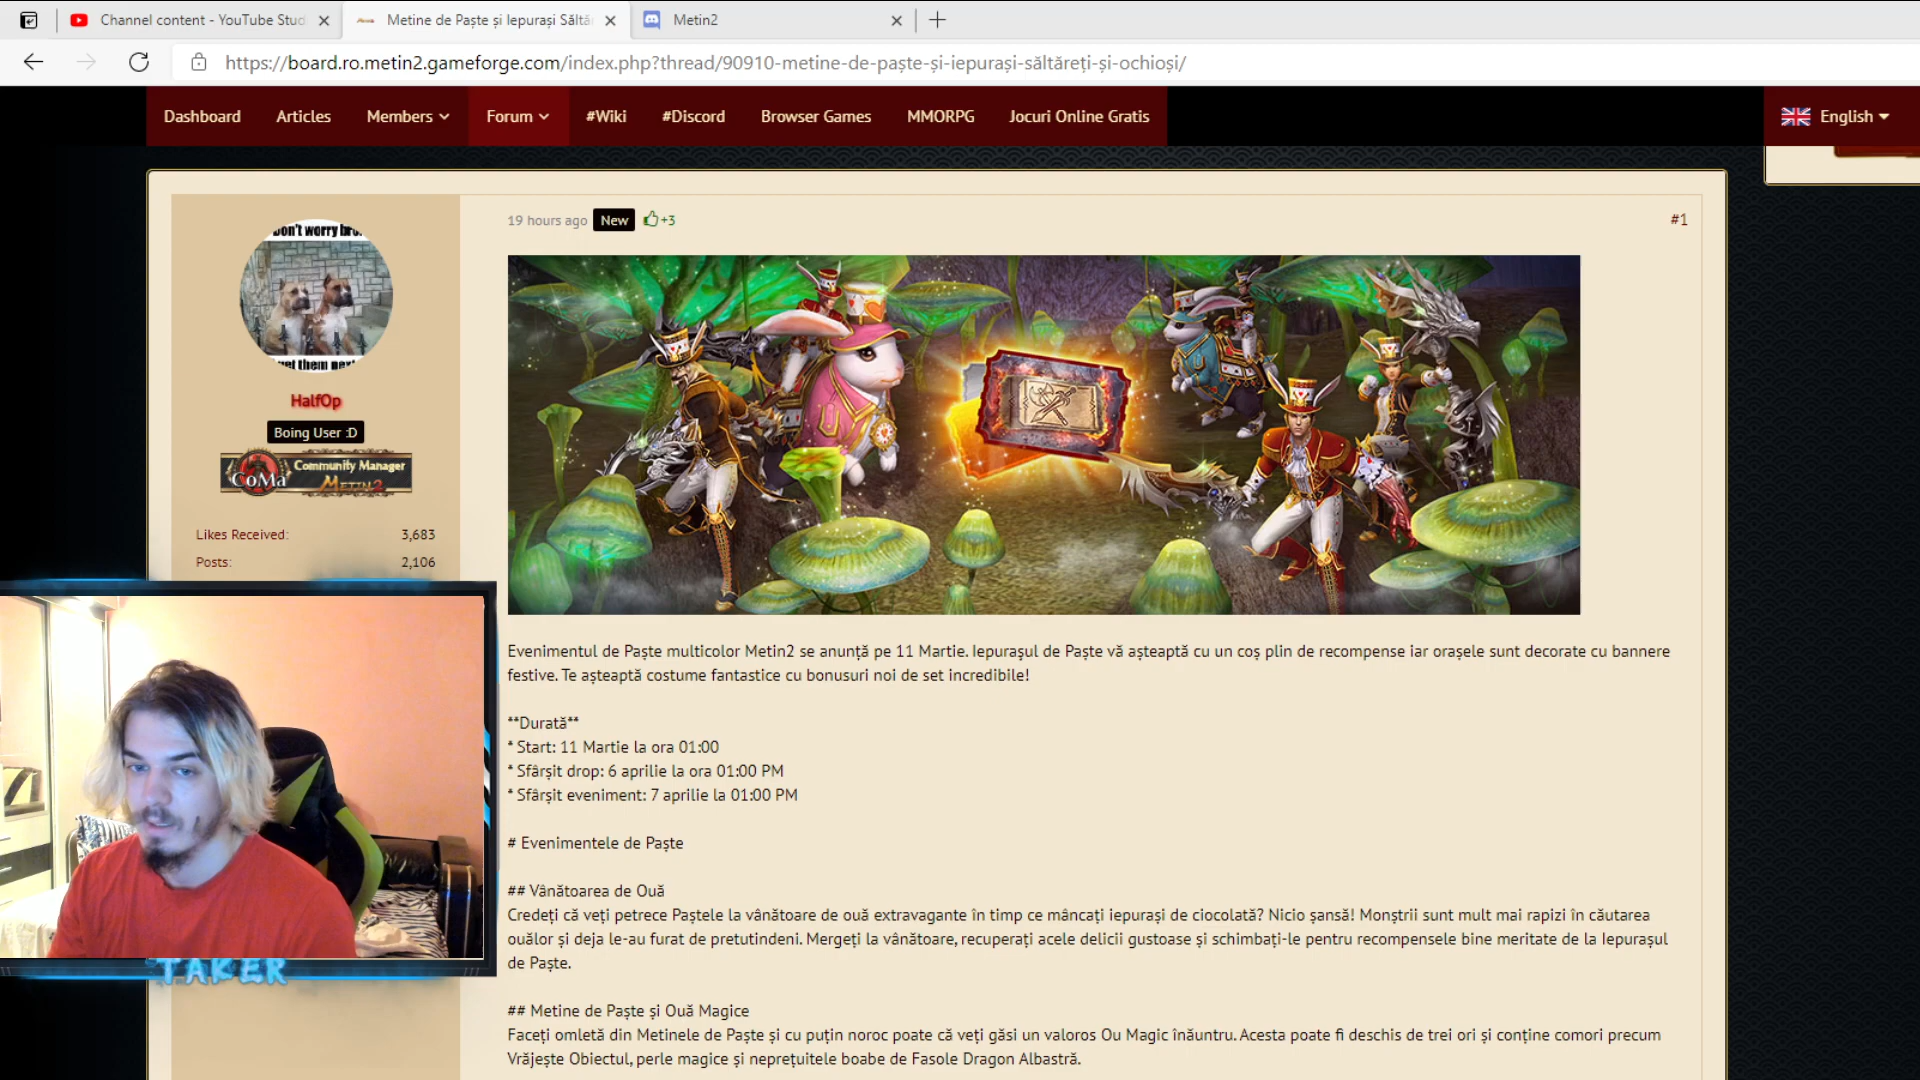 Channel content - YouTube Stud
Metine de Paște și Iepurași Săltăr
Metin2
https://board.ro.metin2.gameforge.com/index.php?thread/90910-metine-de-paște-și-iepurași-săltăreți-și-ochioși/
Dashboard
Articles
Members
Forum
#Wiki
#Discord
Browser Games
MMORPG
Jocuri Online Gratis
English
HalfOp
Boing User :D
Community Manager
CoMa
METIN2
Likes Received: 3,683
Posts: 2,106
TAKER
19 hours ago New +3
#1
Evenimentul de Paște multicolor Metin2 se anunță pe 11 Martie. Iepurașul de Paște vă așteaptă cu un coș plin de recompense iar orașele sunt decorate cu bannere
festive. Te așteaptă costume fantastice cu bonusuri noi de set incredibile!
**Durată**
* Start: 11 Martie la ora 01:00
* Sfârșit drop: 6 aprilie la ora 01:00 PM
* Sfârșit eveniment: 7 aprilie la 01:00 PM
# Evenimentele de Paște
## Vânătoarea de Ouă
Credeți că veți petrece Paștele la vânătoare de ouă extravagante în timp ce mâncați iepurași de ciocolată? Nicio șansă! Monștrii sunt mult mai rapizi în căutarea
ouălor și deja le-au furat de pretutindeni. Mergeți la vânătoare, recuperați acele delicii gustoase și schimbați-le pentru recompensele bine meritate de la Iepurașul
de Paște.
## Metine de Paște și Ouă Magice
Faceți omletă din Metinele de Paște și cu puțin noroc poate că veți găsi un valoros Ou Magic înăuntru. Acesta poate fi deschis de trei ori și conține comori precum
Vrăjește Obiectul, perle magice și neprețuitele boabe de Fasole Dragon Albastră.